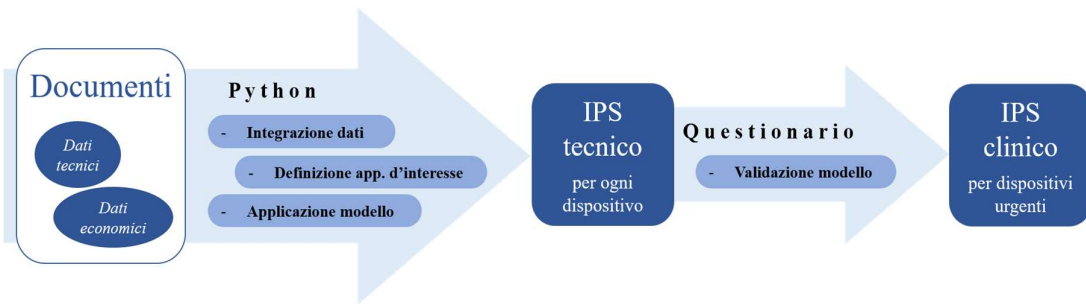 Documenti
Dati
tecnici
Dati
economici
Python
- Integrazione dati
- Definizione app. d'interesse
- Applicazione modello
IPS
tecnico
per ogni
dispositivo
Questionario
- Validazione modello
IPS
clinico
per dispositivi
urgenti